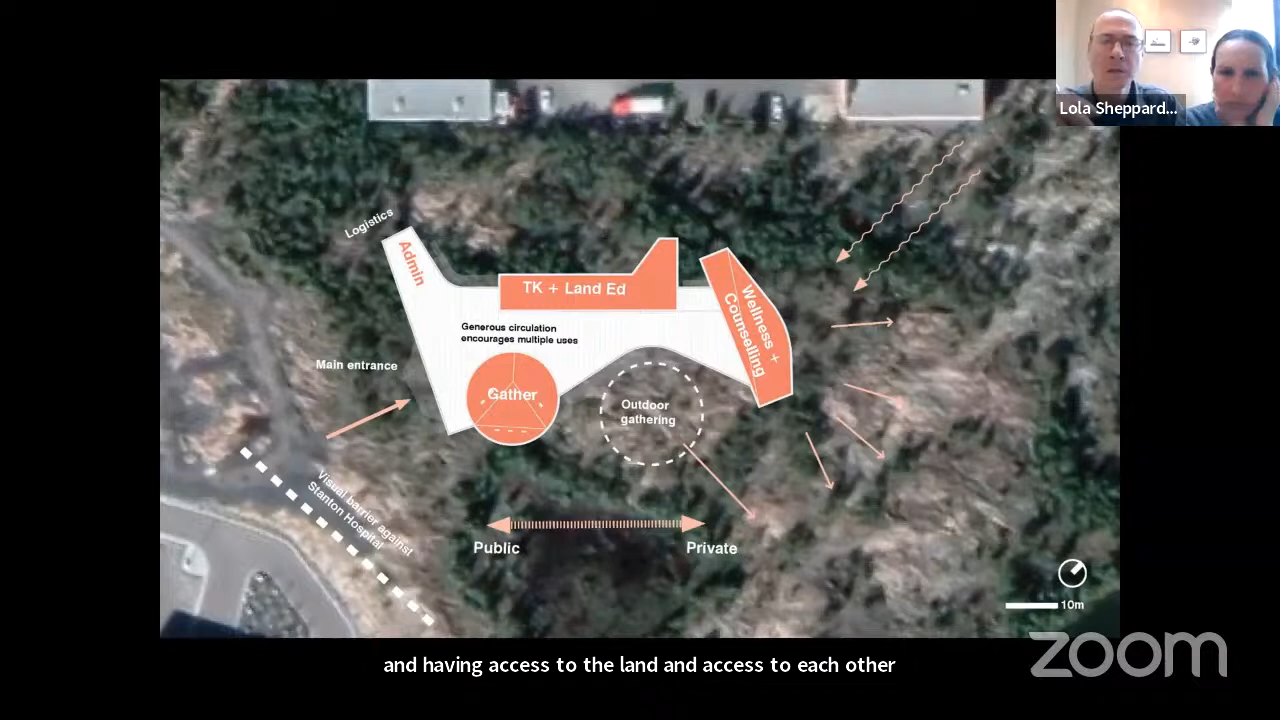 Lola Sheppard...
Logistics
Admin
TK + Land Ed
Wellness +
Counselling
Generous circulation
encourages multiple uses
Main entrance
Gather
Outdoor
gathering
Visual barrier against
Stanton Hospital
Public
Private
10m
zoom
and having access to the land and access to each other